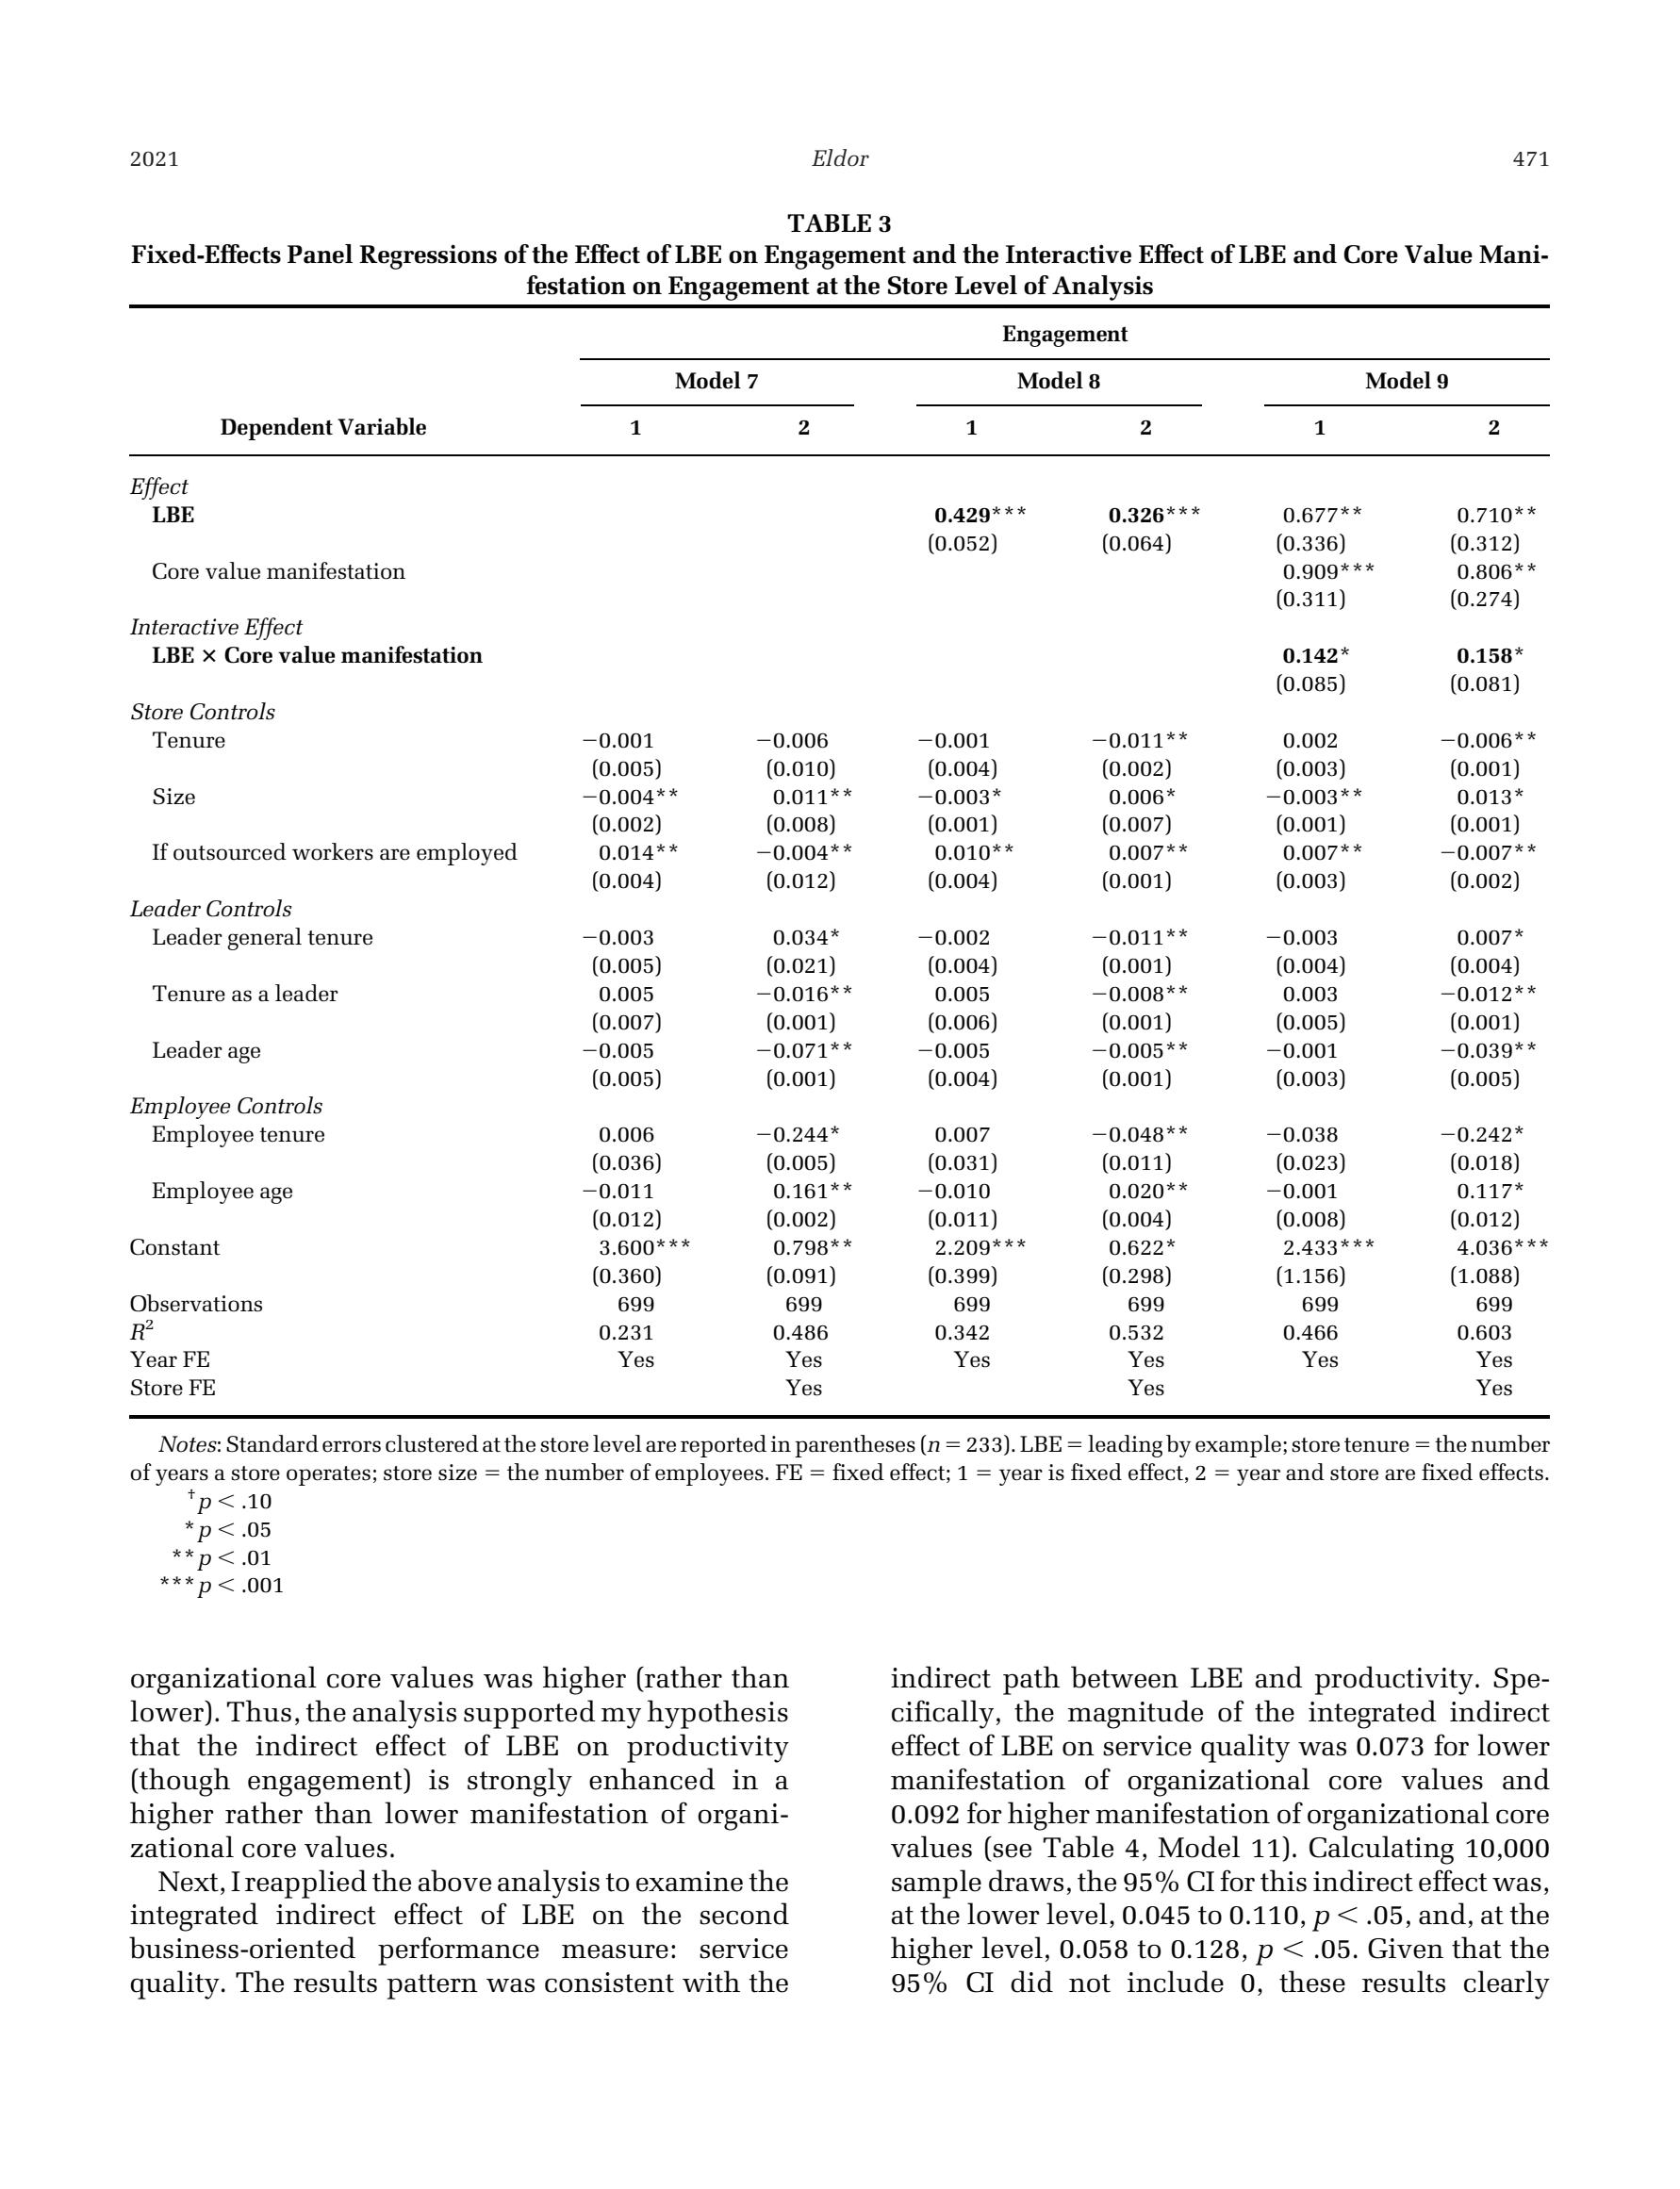 2021 Eldor 471
TABLE 3
Fixed-Effects Panel Regressions of the Effect of LBE on Engagement and the Interactive Effect of LBE and Core Value Mani-
festation on Engagement at the Store Level of Analysis
Engagement
Model 7 Model 8 Model 9
Dependent Variable 1 2 1 2 1 2
Effect
LBE 0.429*** 0.326*** 0.677** 0.710**
(0.052) (0.064) (0.336) (0.312)
Core value manifestation 0.909*** 0.806**
(0.311) (0.274)
Interactive Effect
LBE × Core value manifestation 0.142* 0.158*
(0.085) (0.081)
Store Controls
Tenure −0.001 −0.006 −0.001 −0.011** 0.002 −0.006**
(0.005) (0.010) (0.004) (0.002) (0.003) (0.001)
Size −0.004** 0.011** −0.003* 0.006* −0.003** 0.013*
(0.002) (0.008) (0.001) (0.007) (0.001) (0.001)
If outsourced workers are employed 0.014** −0.004** 0.010** 0.007** 0.007** −0.007**
(0.004) (0.012) (0.004) (0.001) (0.003) (0.002)
Leader Controls
Leader general tenure −0.003 0.034* −0.002 −0.011** −0.003 0.007*
(0.005) (0.021) (0.004) (0.001) (0.004) (0.004)
Tenure as a leader 0.005 −0.016** 0.005 −0.008** 0.003 −0.012**
(0.007) (0.001) (0.006) (0.001) (0.005) (0.001)
Leader age −0.005 −0.071** −0.005 −0.005** −0.001 −0.039**
(0.005) (0.001) (0.004) (0.001) (0.003) (0.005)
Employee Controls
Employee tenure 0.006 −0.244* 0.007 −0.048** −0.038 −0.242*
(0.036) (0.005) (0.031) (0.011) (0.023) (0.018)
Employee age −0.011 0.161** −0.010 0.020** −0.001 0.117*
(0.012) (0.002) (0.011) (0.004) (0.008) (0.012)
Constant 3.600*** 0.798** 2.209*** 0.622* 2.433*** 4.036***
(0.360) (0.091) (0.399) (0.298) (1.156) (1.088)
Observations 699 699 699 699 699 699
R² 0.231 0.486 0.342 0.532 0.466 0.603
Year FE Yes Yes Yes Yes Yes Yes
Store FE Yes Yes Yes
Notes: Standard errors clustered at the store level are reported in parentheses (n = 233). LBE = leading by example; store tenure = the number
of years a store operates; store size = the number of employees. FE = fixed effect; 1 = year is fixed effect, 2 = year and store are fixed effects.
† p < .10
* p < .05
** p < .01
*** p < .001
organizational core values was higher (rather than
lower). Thus, the analysis supported my hypothesis
that the indirect effect of LBE on productivity
(though engagement) is strongly enhanced in a
higher rather than lower manifestation of organi-
zational core values.
Next, I reapplied the above analysis to examine the
integrated indirect effect of LBE on the second
business-oriented performance measure: service
quality. The results pattern was consistent with the
indirect path between LBE and productivity. Spe-
cifically, the magnitude of the integrated indirect
effect of LBE on service quality was 0.073 for lower
manifestation of organizational core values and
0.092 for higher manifestation of organizational core
values (see Table 4, Model 11). Calculating 10,000
sample draws, the 95% CI for this indirect effect was,
at the lower level, 0.045 to 0.110, p < .05, and, at the
higher level, 0.058 to 0.128, p < .05. Given that the
95% CI did not include 0, these results clearly